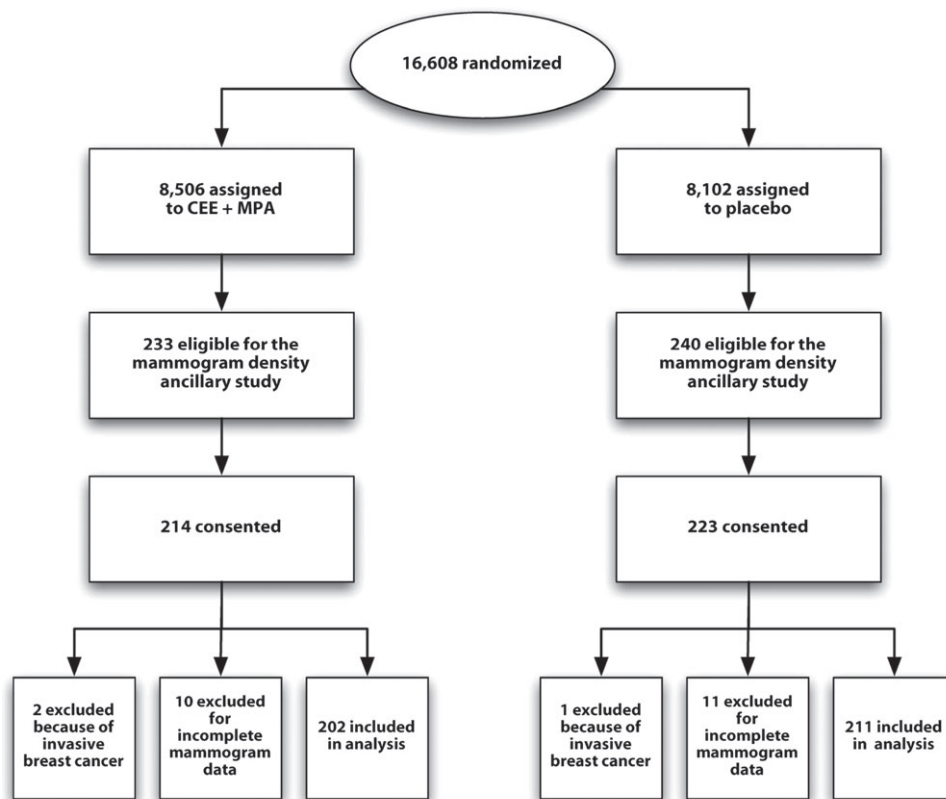 16,608 randomized
8,506 assigned
to CEE + MPA
8,102 assigned
to placebo
233 eligible for the
mammogram density
ancillary study
240 eligible for the
mammogram density
ancillary study
214 consented
223 consented
2 excluded
because of
invasive
breast cancer
10 excluded
for
incomplete
mammogram
data
202 included
in analysis
1 excluded
because of
invasive
breast cancer
11 excluded
for
incomplete
mammogram
data
211 included
in analysis